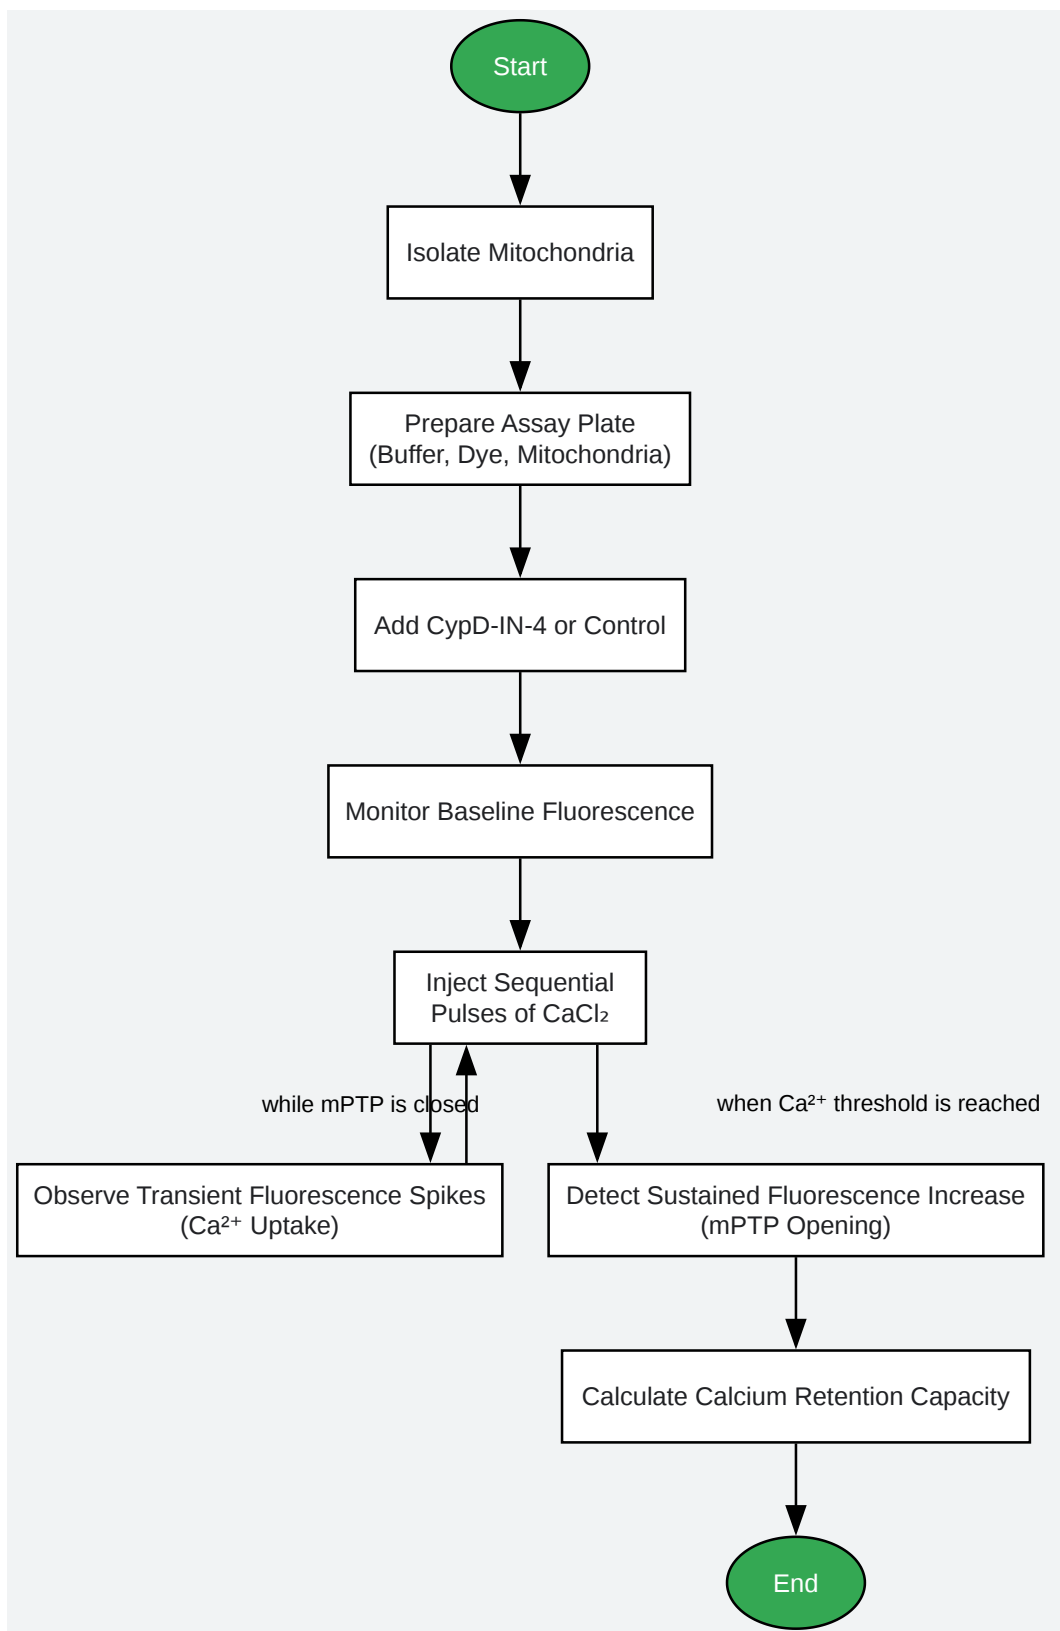 Start
Isolate Mitochondria
Prepare Assay Plate
(Buffer, Dye, Mitochondria)
Add CypD-IN-4 or Control
Monitor Baseline Fluorescence
Inject Sequential
Pulses of CaCl₂
while mPTP is closed
when Ca²⁺ threshold is reached
Observe Transient Fluorescence Spikes
(Ca²⁺ Uptake)
Detect Sustained Fluorescence Increase
(mPTP Opening)
Calculate Calcium Retention Capacity
End